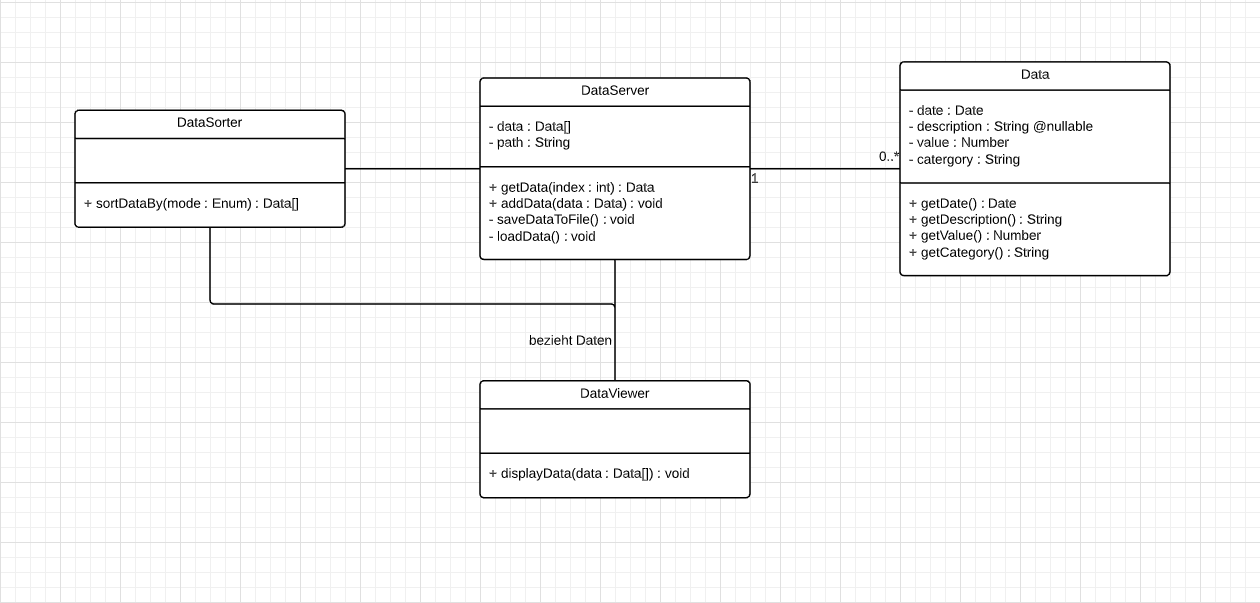 DataSorter
+ sortDataBy(mode : Enum) : Data[]
DataServer
- data : Data[]
- path : String
+ getData(index : int) : Data
+ addData(data : Data) : void
- saveDataToFile() : void
- loadData() : void
1
0..*
Data
- date : Date
- description : String @nullable
- value : Number
- catergory : String
+ getDate() : Date
+ getDescription() : String
+ getValue() : Number
+ getCategory() : String
bezieht Daten
DataViewer
+ displayData(data : Data[]) : void